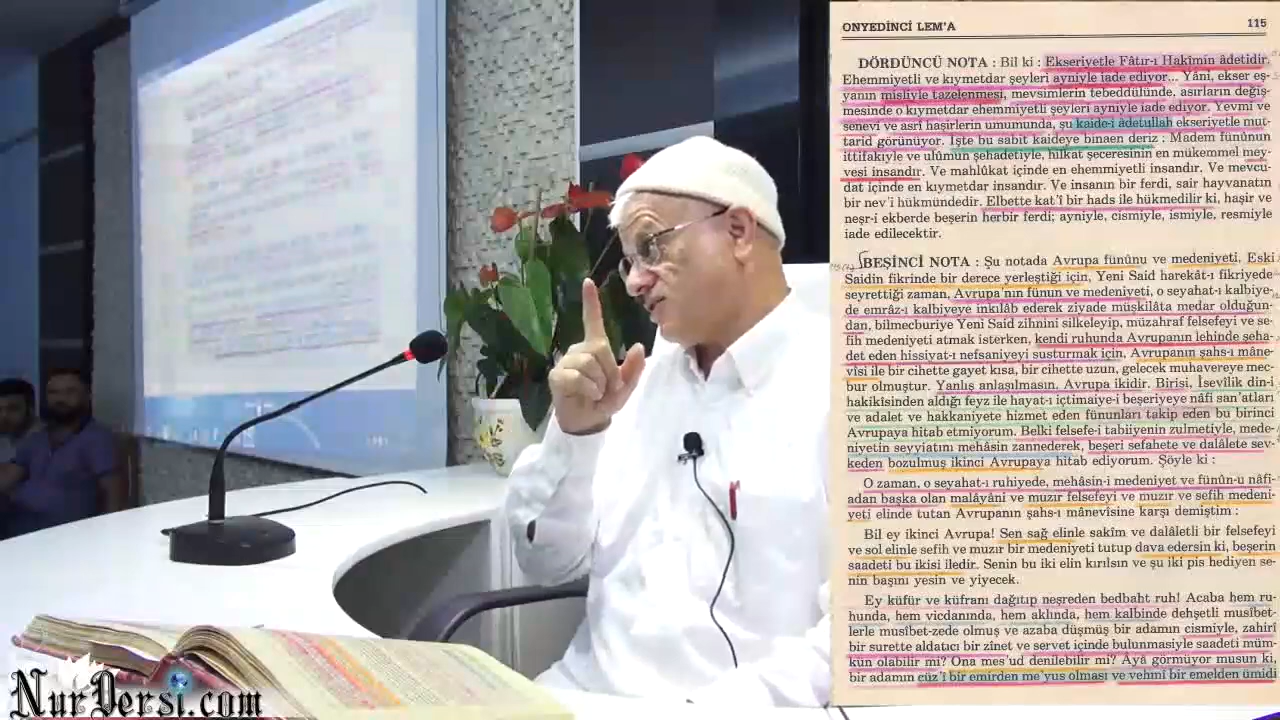 ONYEDİNCİ LEM'A
115
DÖRDÜNCÜ NOTA : Bil ki : Ekseriyetle Fâtır-ı Hakîmin âdetidir,
Ehemmiyetli ve kıymetdar şeyleri ayniyle iade ediyor... Yâni, ekser eş-
yanın misliyle tazelenmesi, mevsimlerin tebeddülünde, asırların değiş-
mesinde o kıymetdar ehemmiyetli şeyleri ayniyle iade ediyor. Yevmî ve
senevî ve asrî haşirlerin umumunda, şu kaide-i âdetullah ekseriyetle mut-
tarid görünüyor. İşte bu sabit kaideye binaen deriz : Madem fünûnun
ittifakiyle ve ulûmun şehadetiyle, hilkat şeceresinin en mükemmel mey-
vesi insandır. Ve mahlûkat içinde en ehemmiyetli insandır. Ve mevcu-
dat içinde en kıymetdar insandır. Ve insanın bir ferdi, sair hayvanatın
bir nev'i hükmündedir. Elbette kat'î bir hads ile hükmedilir ki, haşir ve
neşr-i ekberde beşerin herbir ferdi; ayniyle, cismiyle, ismiyle, resmiyle
iade edilecektir.
BEŞİNCİ NOTA : Şu notada Avrupa fünûnu ve medeniyeti, Eski
Saidin fikrinde bir derece yerleştiği için, Yeni Said harekât-ı fikriyede
seyrettiği zaman, Avrupa'nın fünun ve medeniyeti, o seyahat-ı kalbiye-
de emrâz-ı kalbiyeye inkılâb ederek ziyade müşkilâta medar olduğun-
dan, bilmecburiye Yeni Said zihnini silkeleyip, müzahraf felsefeyi ve se-
fih medeniyeti atmak isterken, kendi ruhunda Avrupanın lehinde şeha-
det eden hissiyat-ı nefsaniyeyi susturmak için, Avrupanın şahs-ı mâne-
vîsi ile bir cihette gayet kısa, bir cihette uzun, gelecek muhavereye mec-
bur olmuştur. Yanlış anlaşılmasın, Avrupa ikidir. Birisi, İsevîlik din-i
hakikîsinden aldığı feyz ile hayat-ı içtimaiye-i beşeriyeye nâfi san'atları
ve adalet ve hakkaniyete hizmet eden fünunları takip eden bu birinci
Avrupaya hitab etmiyorum. Belki felsefe-i tabiiyenin zulmetiyle, mede-
niyetin seyyiatını mehâsin zannederek, beşeri sefahete ve dalâlete sev-
keden bozulmuş ikinci Avrupaya hitab ediyorum. Şöyle ki :
O zaman, o seyahat-ı ruhiyede, mehâsin-i medeniyet ve fünûn-u nâfi-
adan başka olan malâyâni ve muzır felsefeyi ve muzır ve sefih medeni-
yeti elinde tutan Avrupanın şahs-ı mânevîsine karşı demiştim :
Bil ey ikinci Avrupa! Sen sağ elinle sakîm ve dalâletli bir felsefeyi
ve sol elinle sefih ve muzır bir medeniyeti tutup dava edersin ki, beşerin
saadeti bu ikisi iledir. Senin bu iki elin kırılsın ve şu iki pis hediyen se-
nin başını yesin ve yiyecek.
Ey küfür ve küfranı dağıtıp neşreden bedbaht ruh! Acaba hem ru-
hunda, hem vicdanında, hem aklında, hem kalbinde dehşetli musîbet-
lerle musîbet-zede olmuş ve azaba düşmüş bir adamın cismiyle, zahirî
bir surette aldatıcı bir zinet ve servet içinde bulunmasiyle saadeti müm-
kün olabilir mi? Ona mes'ud denilebilir mi? Âyâ görmüyor musun ki,
bir adamın cüz'î bir emirden me'yus olması ve vehmî bir emelden ümidi
NurDersi.com